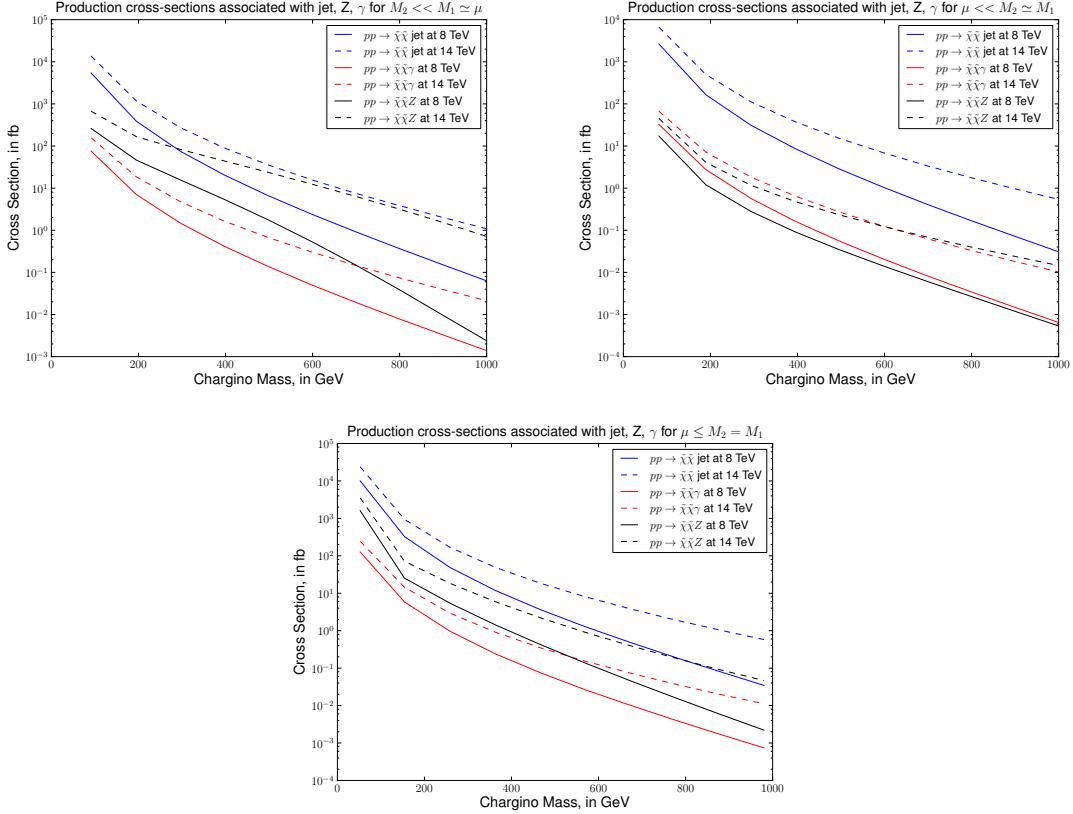 Production cross-sections associated with jet, Z, γ for M₂ << M₁ ≃ μ
10⁵
10⁴
10³
10²
10¹
10⁰
10⁻¹
10⁻²
10⁻³
Cross Section, in fb
pp → χ̃χ̃ jet at 8 TeV
pp → χ̃χ̃ jet at 14 TeV
pp → χ̃χ̃γ at 8 TeV
pp → χ̃χ̃γ at 14 TeV
pp → χ̃χ̃Z at 8 TeV
pp → χ̃χ̃Z at 14 TeV
0 200 400 600 800 1000
Chargino Mass, in GeV
Production cross-sections associated with jet, Z, γ for μ << M₂ ≃ M₁
10⁴
10³
10²
10¹
10⁰
10⁻¹
10⁻²
10⁻³
10⁻⁴
Cross Section, in fb
pp → χ̃χ̃ jet at 8 TeV
pp → χ̃χ̃ jet at 14 TeV
pp → χ̃χ̃γ at 8 TeV
pp → χ̃χ̃γ at 14 TeV
pp → χ̃χ̃Z at 8 TeV
pp → χ̃χ̃Z at 14 TeV
0 200 400 600 800 1000
Chargino Mass, in GeV
Production cross-sections associated with jet, Z, γ for μ ≤ M₂ = M₁
10⁵
10⁴
10³
10²
10¹
10⁰
10⁻¹
10⁻²
10⁻³
10⁻⁴
Cross Section, in fb
pp → χ̃χ̃ jet at 8 TeV
pp → χ̃χ̃ jet at 14 TeV
pp → χ̃χ̃γ at 8 TeV
pp → χ̃χ̃γ at 14 TeV
pp → χ̃χ̃Z at 8 TeV
pp → χ̃χ̃Z at 14 TeV
0 200 400 600 800 1000
Chargino Mass, in GeV